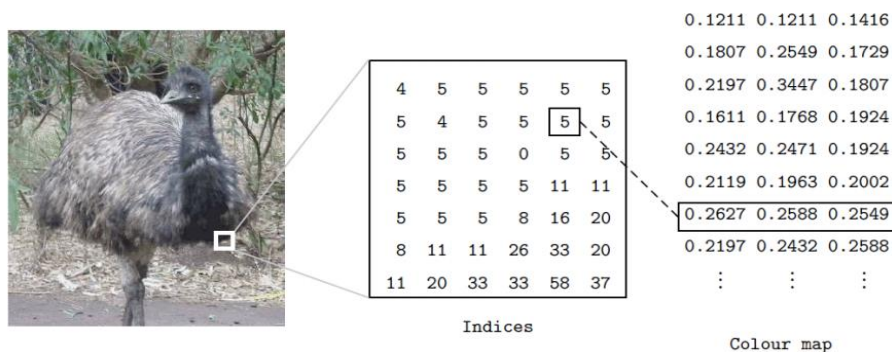 4 5 5 5 5 5
5 4 5 5 5 5
5 5 5 0 5 5
5 5 5 5 11 11
5 5 5 8 16 20
8 11 11 26 33 20
11 20 33 33 58 37
Indices
0.1211 0.1211 0.1416
0.1807 0.2549 0.1729
0.2197 0.3447 0.1807
0.1611 0.1768 0.1924
0.2432 0.2471 0.1924
0.2119 0.1963 0.2002
0.2627 0.2588 0.2549
0.2197 0.2432 0.2588
⋮ ⋮ ⋮
Colour map